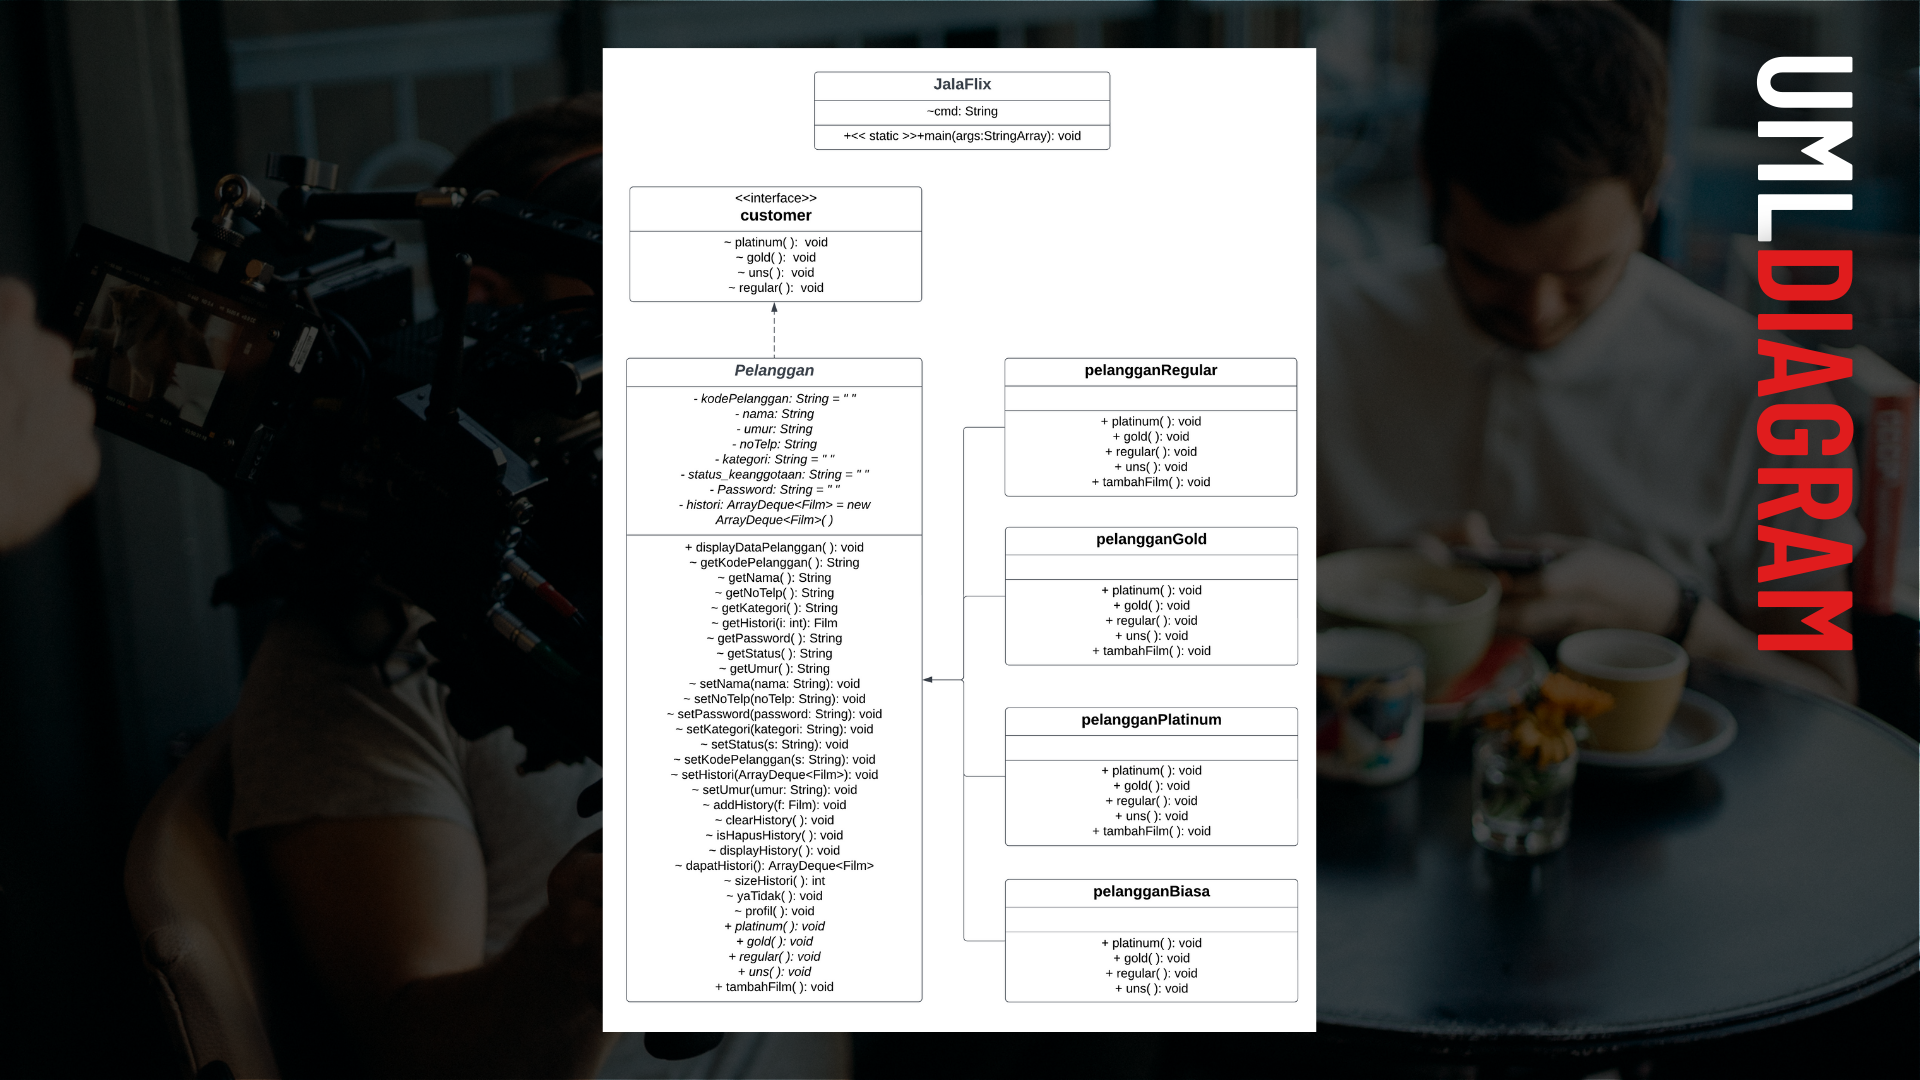 JalaFlix
~cmd: String
+<< static >>+main(args:StringArray): void
<<interface>>
customer
~ platinum( ):  void
~ gold( ):  void
~ uns( ):  void
~ regular( ):  void
Pelanggan
- kodePelanggan: String = " "
- nama: String
- umur: String
- noTelp: String
- kategori: String = " "
- status_keanggotaan: String = " "
- Password: String = " "
- histori: ArrayDeque<Film> = new
ArrayDeque<Film>( )
+ displayDataPelanggan( ): void
~ getKodePelanggan( ): String
~ getNama( ): String
~ getNoTelp( ): String
~ getKategori( ): String
~ getHistori(i: int): Film
~ getPassword( ): String
~ getStatus( ): String
~ getUmur( ): String
~ setNama(nama: String): void
~ setNoTelp(noTelp: String): void
~ setPassword(password: String): void
~ setKategori(kategori: String): void
~ setStatus(s: String): void
~ setKodePelanggan(s: String): void
~ setHistori(ArrayDeque<Film>): void
~ setUmur(umur: String): void
~ addHistory(f: Film): void
~ clearHistory( ): void
~ isHapusHistory( ): void
~ displayHistory( ): void
~ dapatHistori(): ArrayDeque<Film>
~ sizeHistori( ): int
~ yaTidak( ): void
~ profil( ): void
+ platinum( ): void
+ gold( ): void
+ regular( ): void
+ uns( ): void
+ tambahFilm( ): void
pelangganRegular
+ platinum( ): void
+ gold( ): void
+ regular( ): void
+ uns( ): void
+ tambahFilm( ): void
pelangganGold
+ platinum( ): void
+ gold( ): void
+ regular( ): void
+ uns( ): void
+ tambahFilm( ): void
pelangganPlatinum
+ platinum( ): void
+ gold( ): void
+ regular( ): void
+ uns( ): void
+ tambahFilm( ): void
pelangganBiasa
+ platinum( ): void
+ gold( ): void
+ regular( ): void
+ uns( ): void
UMLDIAGRAM